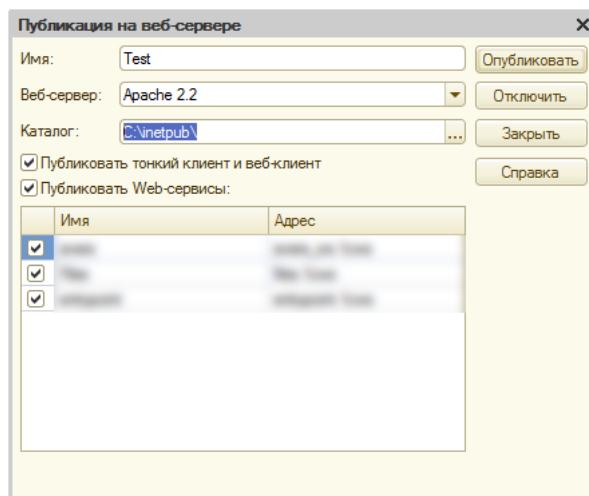 Публикация на веб-сервере
Имя: Test Опубликовать
Веб-сервер: Apache 2.2 Отключить
Каталог: C:\inetpub\ ... Закрыть
Публиковать тонкий клиент и веб-клиент
Справка
Публиковать Web-сервисы:
Имя Адрес